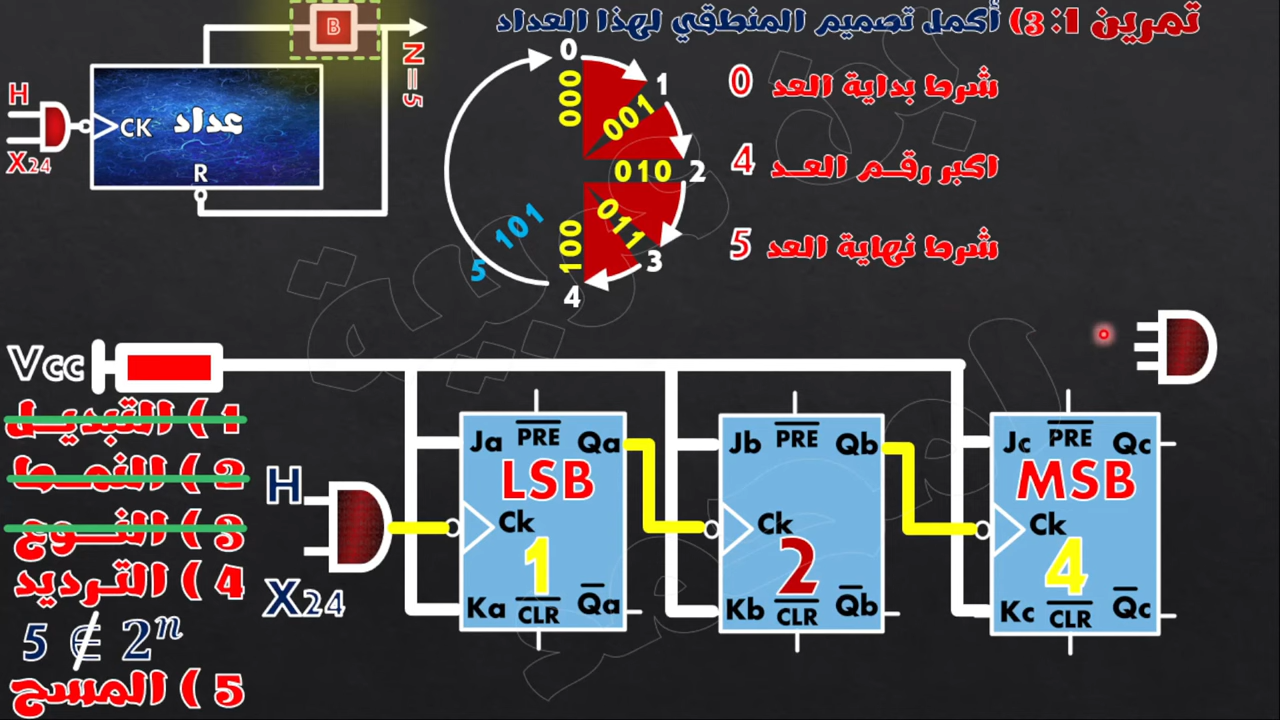 تمرين 1: 3) أكمل تصميم المنطقي لهذا العداد
شرط بداية العد 0
اكبر رقم العد 4
شرط نهاية العد 5
B
N=5
H
X24
CK
عداد
R
0
000
1
001
2
010
3
011
4
100
5
101
Vcc
1 ) التبديل
2 ) النمط
3 ) النوع
4 ) الترديد
5 ∉ 2ⁿ
5 ) المسح
H
X24
Ja PRE Qa
LSB
Ck
1
Ka CLR Qa
Jb PRE Qb
Ck
2
Kb CLR Qb
Jc PRE Qc
MSB
Ck
4
Kc CLR Qc